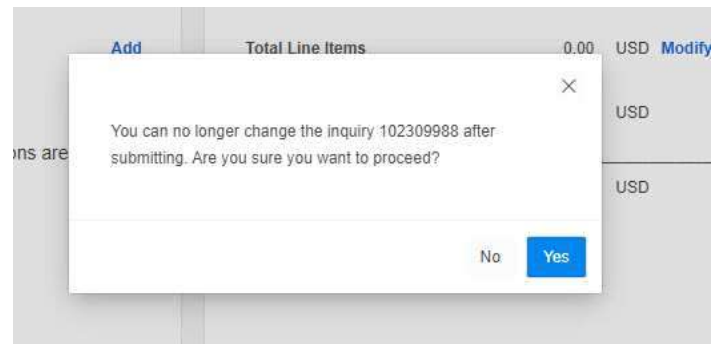 Add
Total Line Items 0.00 USD Modify
You can no longer change the inquiry 102309988 after
submitting. Are you sure you want to proceed?
USD
ons are
USD
No Yes